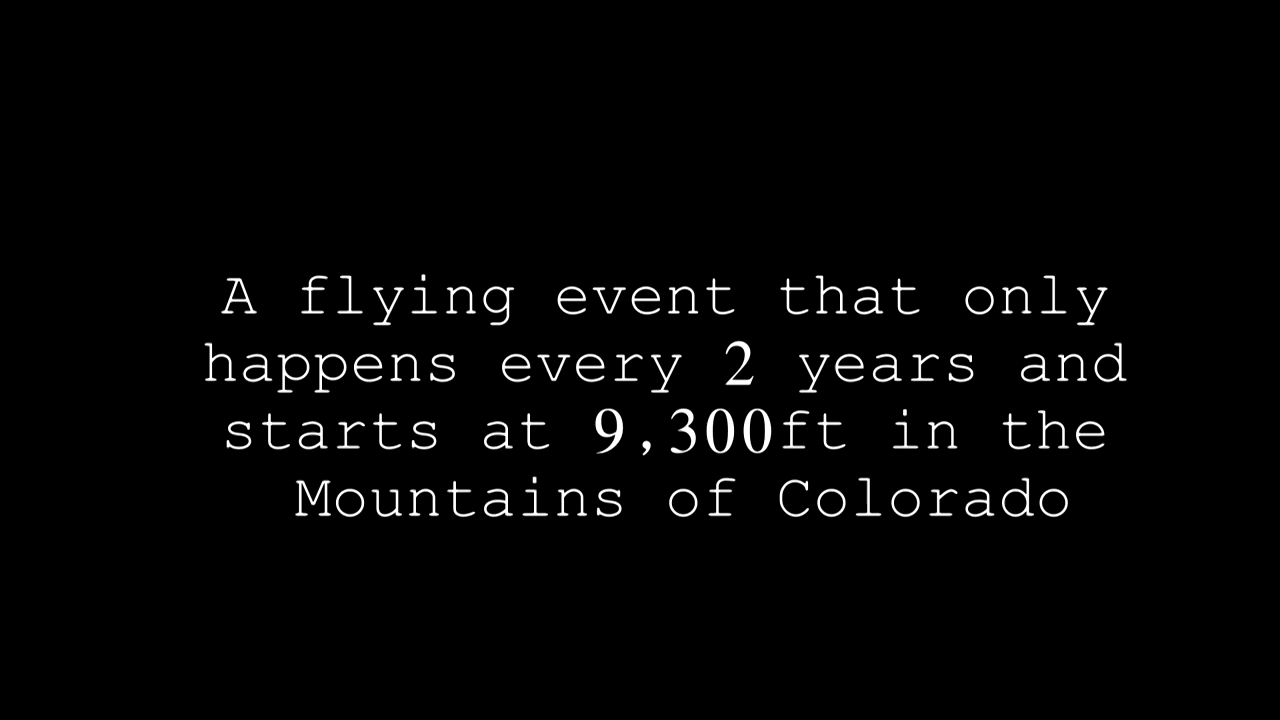 A flying event that only
happens every 2 years and
starts at 9,300ft in the
Mountains of Colorado